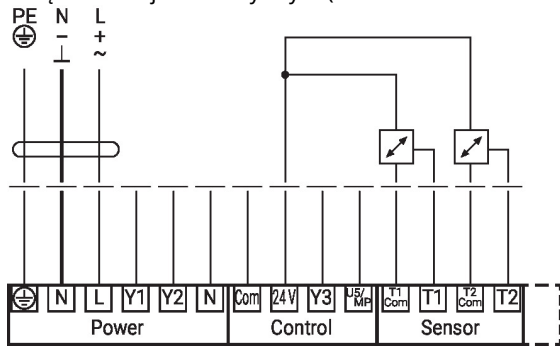 PE N L
– +
⊥ ~
⏚ N L Y1 Y2 N Com 24V Y3 U5/MP T1 Com T1 T2 Com T2
Power Control Sensor